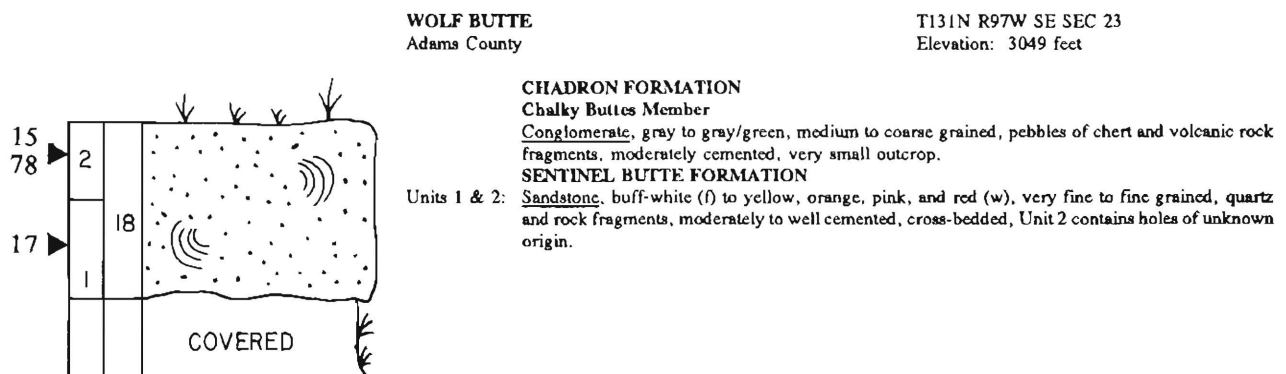 WOLF BUTTE
Adams County
T131N R97W SE SEC 23
Elevation: 3049 feet
CHADRON FORMATION
Chalky Buttes Member
Conglomerate, gray to gray/green, medium to coarse grained, pebbles of chert and volcanic rock
fragments, moderately cemented, very small outcrop.
SENTINEL BUTTE FORMATION
Units 1 & 2: Sandstone, buff-white (f) to yellow, orange, pink, and red (w), very fine to fine grained, quartz
and rock fragments, moderately to well cemented, cross-bedded, Unit 2 contains holes of unknown
origin.
15
78
2
18
17
1
COVERED